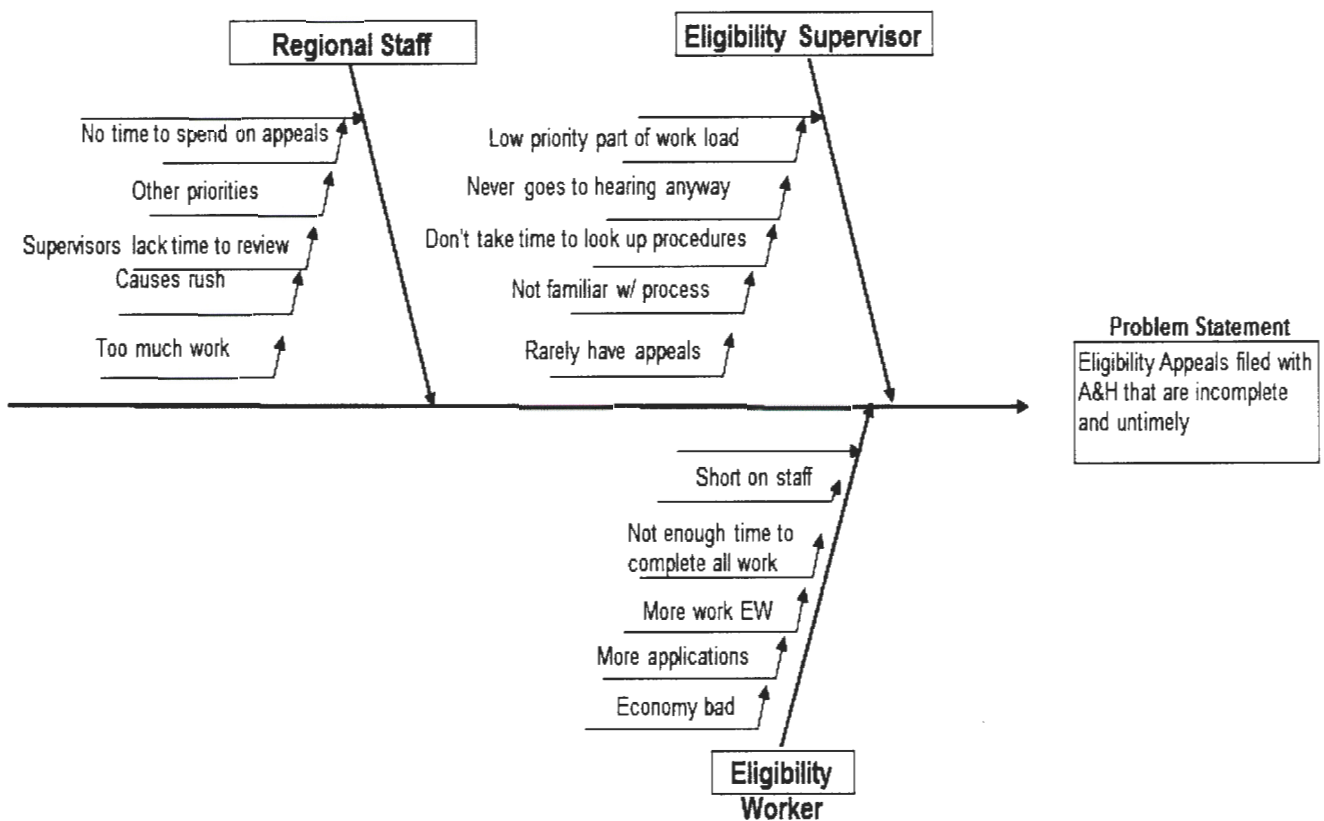 Regional Staff
No time to spend on appeals
Other priorities
Supervisors lack time to review
Causes rush
Too much work
Eligibility Supervisor
Low priority part of work load
Never goes to hearing anyway
Don't take time to look up procedures
Not familiar w/ process
Rarely have appeals
Problem Statement
Eligibility Appeals filed with
A&H that are incomplete
and untimely
Short on staff
Not enough time to
complete all work
More work EW
More applications
Economy bad
Eligibility
Worker